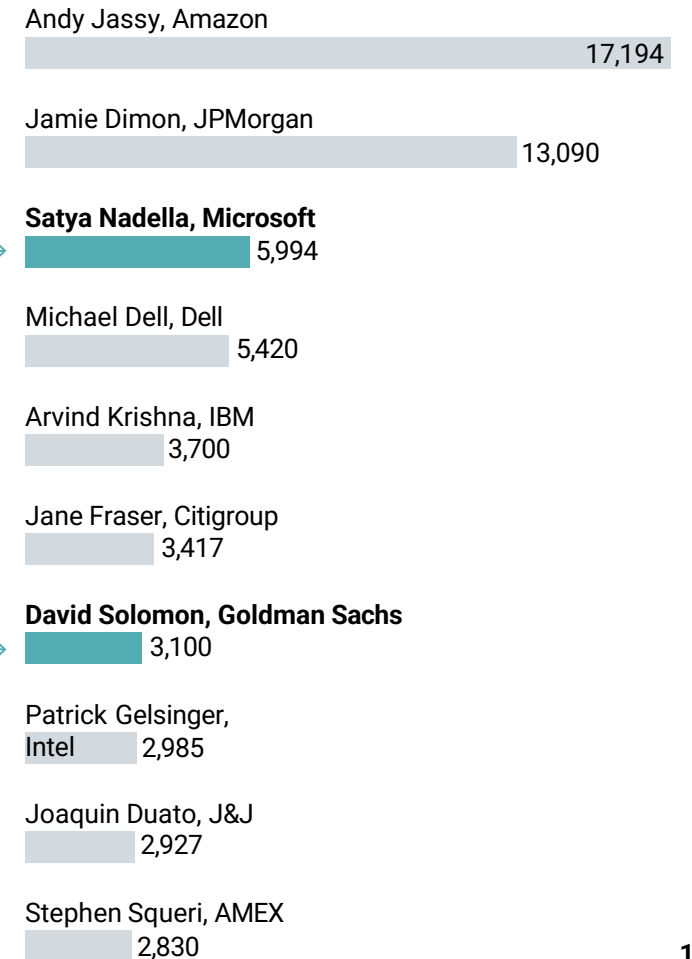 Andy Jassy, Amazon
17,194
Jamie Dimon, JPMorgan
13,090
Satya Nadella, Microsoft
5,994
Michael Dell, Dell
5,420
Arvind Krishna, IBM
3,700
Jane Fraser, Citigroup
3,417
David Solomon, Goldman Sachs
3,100
Patrick Gelsinger,
Intel 2,985
Joaquin Duato, J&J
2,927
Stephen Squeri, AMEX
2,830